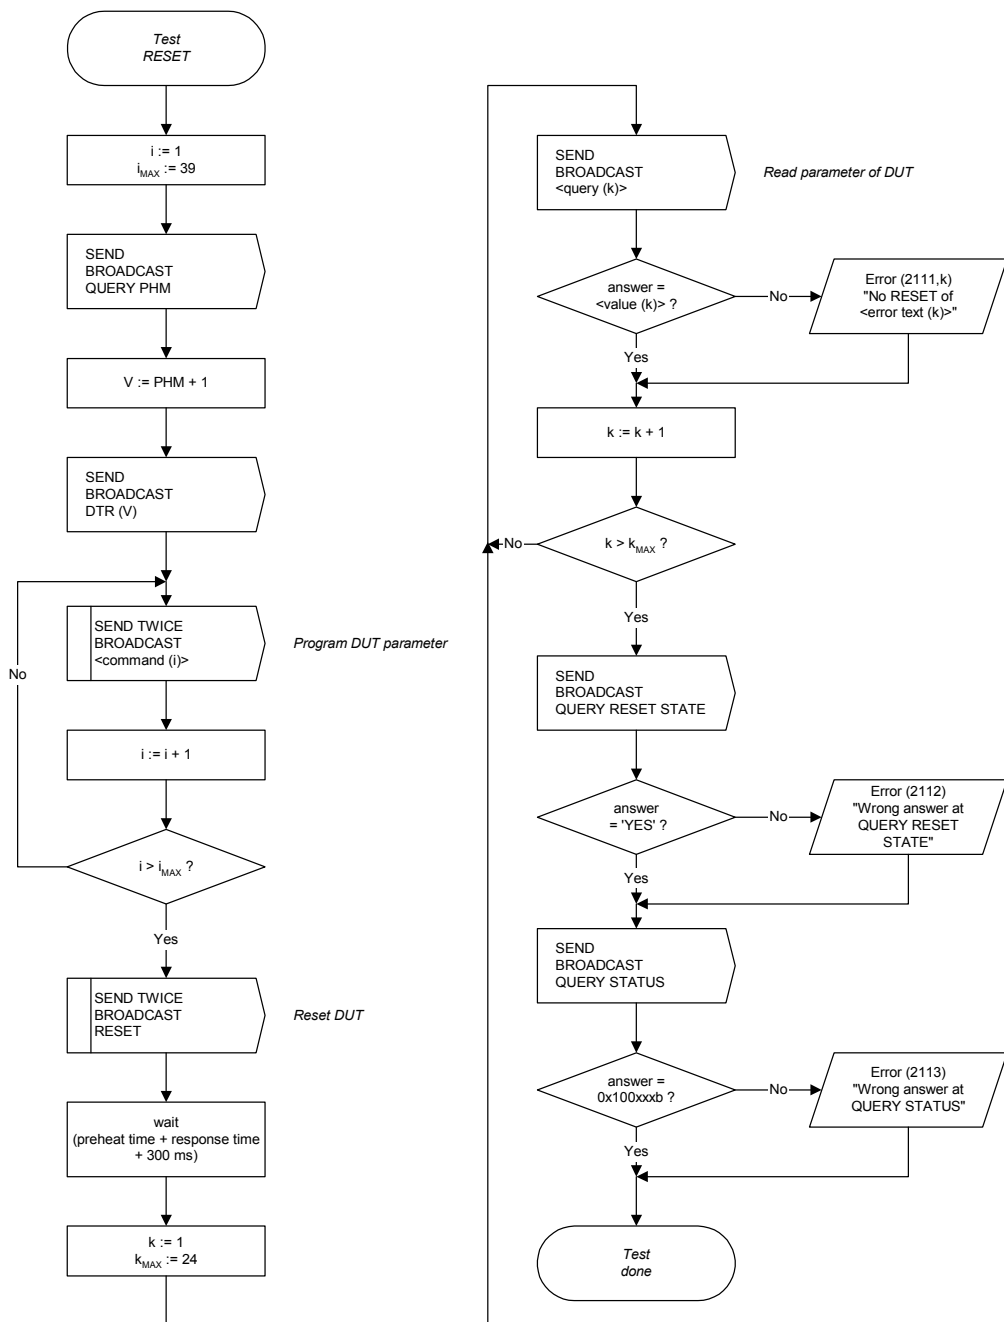 Test
RESET
i := 1
iMAX := 39
SEND
BROADCAST
QUERY PHM
V := PHM + 1
SEND
BROADCAST
DTR (V)
SEND TWICE
BROADCAST
<command (i)>
Program DUT parameter
No
i := i + 1
i > iMAX ?
Yes
SEND TWICE
BROADCAST
RESET
Reset DUT
wait
(preheat time + response time
+ 300 ms)
k := 1
kMAX := 24
SEND
BROADCAST
<query (k)>
Read parameter of DUT
answer =
<value (k)> ?
No
Error (2111,k)
"No RESET of
<error text (k)>"
Yes
k := k + 1
k > kMAX ?
No
Yes
SEND
BROADCAST
QUERY RESET STATE
answer
= 'YES' ?
No
Error (2112)
"Wrong answer at
QUERY RESET
STATE"
Yes
SEND
BROADCAST
QUERY STATUS
answer =
0x100xxxb ?
No
Error (2113)
"Wrong answer at
QUERY STATUS"
Yes
Test
done